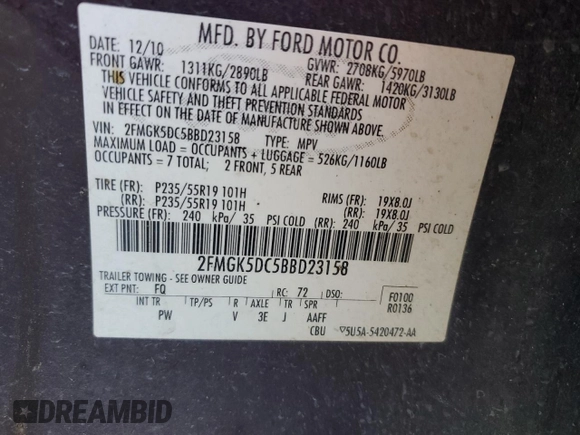 MFD. BY FORD MOTOR CO.
DATE: 12/10 GVWR: 2708KG/5970LB
FRONT GAWR: 1311KG/2890LB REAR GAWR: 1420KG/3130LB
THIS VEHICLE CONFORMS TO ALL APPLICABLE FEDERAL MOTOR
VEHICLE SAFETY AND THEFT PREVENTION STANDARDS
IN EFFECT ON THE DATE OF MANUFACTURE SHOWN ABOVE.
VIN: 2FMGK5DC5BBD23158 TYPE: MPV
MAXIMUM LOAD = OCCUPANTS + LUGGAGE = 526KG/1160LB
OCCUPANTS = 7 Total; 2 FRONT, 5 REAR
TIRE (FR): P235/55R19 101H RIMS (FR): 19X8.0J
(RR): P235/55R19 101H (RR): 19X8.0J
PRESSURE (FR): 240 kPa/ 35 PSI COLD (RR): 240 kPa/ 35 PSI COLD
2FMGK5DC5BBD23158
TRAILER TOWING - SEE OWNER GUIDE
EXT PNT: FQ RC: 72 DSO:
INT TR TP/PS R AXLE TR SPR
PW V 3E J AAFF
F0100
R0136
CBU ▽5U5A-5420472-AA
DREAMBID